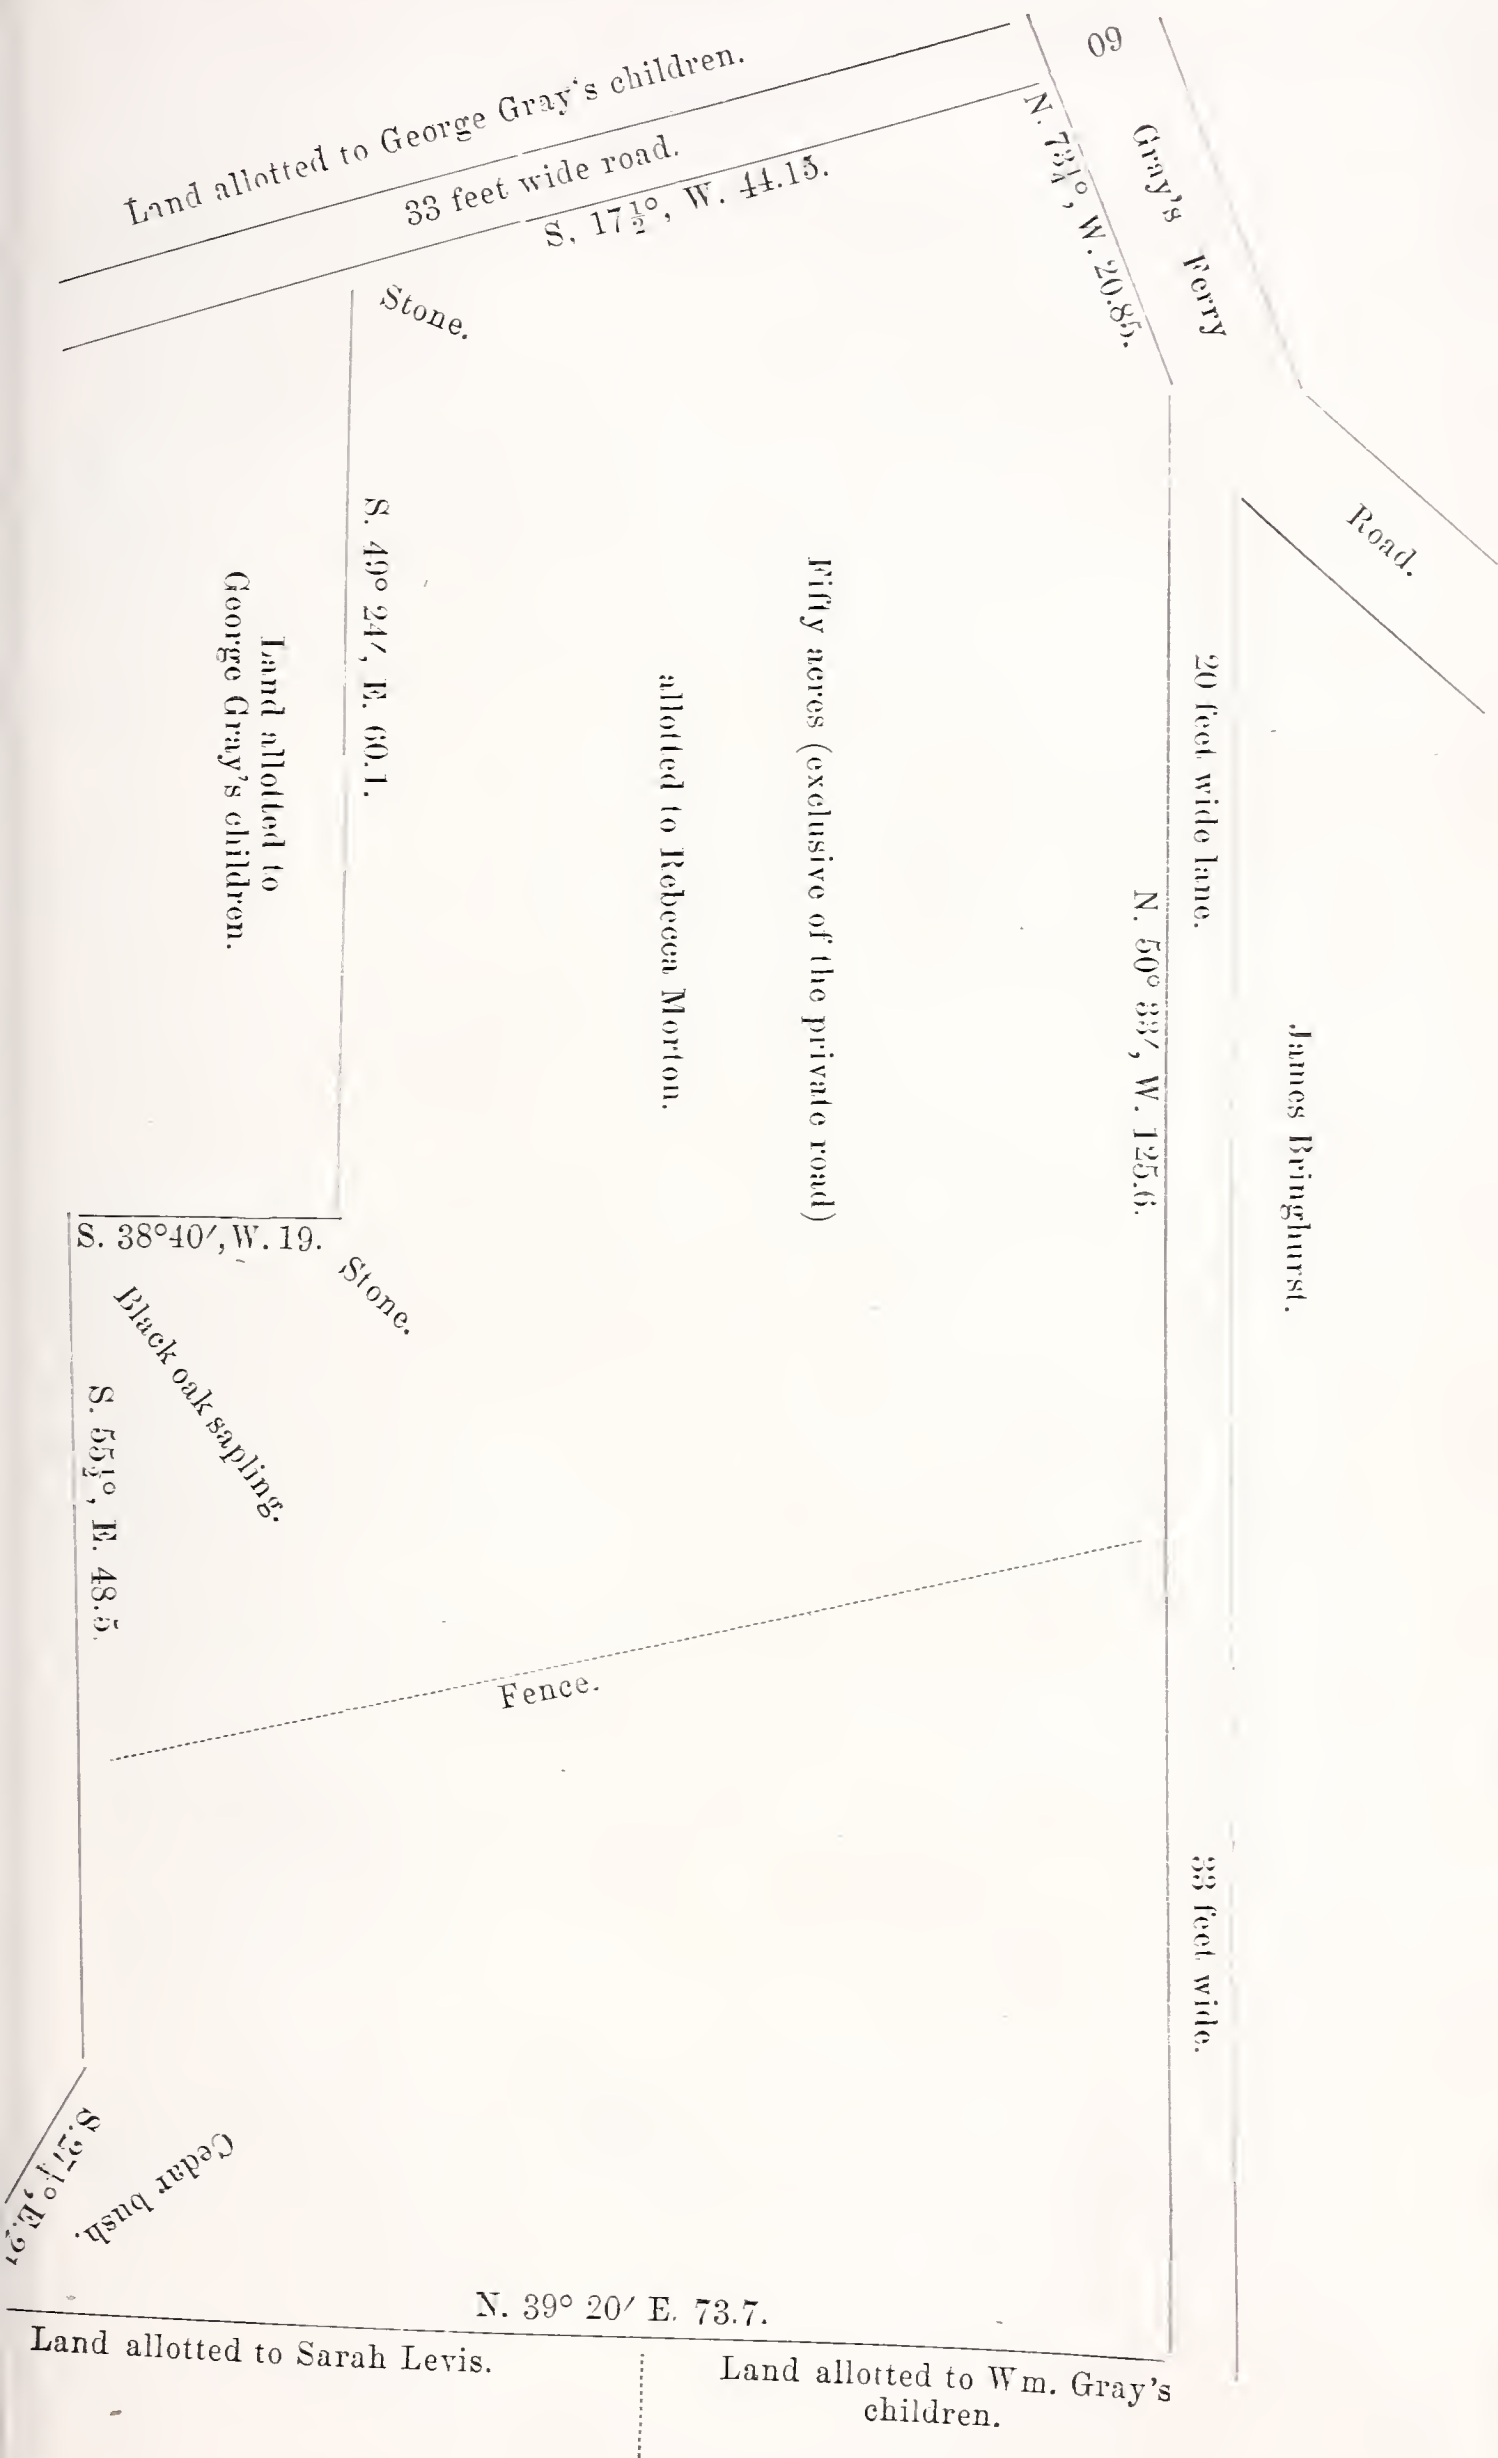 Land allotted to George Gray's children.
33 feet wide road.
S. 17½°, W. 44.15.
60
Gray's Ferry
Road.
N. 73¼°, W. 20.85.
Stone.
S. 49° 24′, E. 60.1.
Land allotted to
George Gray's children.
Fifty acres (exclusive of the private road)
allotted to Rebecca Morton.
20 feet wide lane.
N. 50° 33′, W. 125.6.
James Bringhurst.
S. 38°40′, W. 19.
Stone.
Black oak sapling.
S. 55½°, E. 48.5.
Fence.
33 feet wide.
Cedar bush.
N. 39° 20′ E. 73.7.
Land allotted to Sarah Levis.
Land allotted to Wm. Gray's
children.